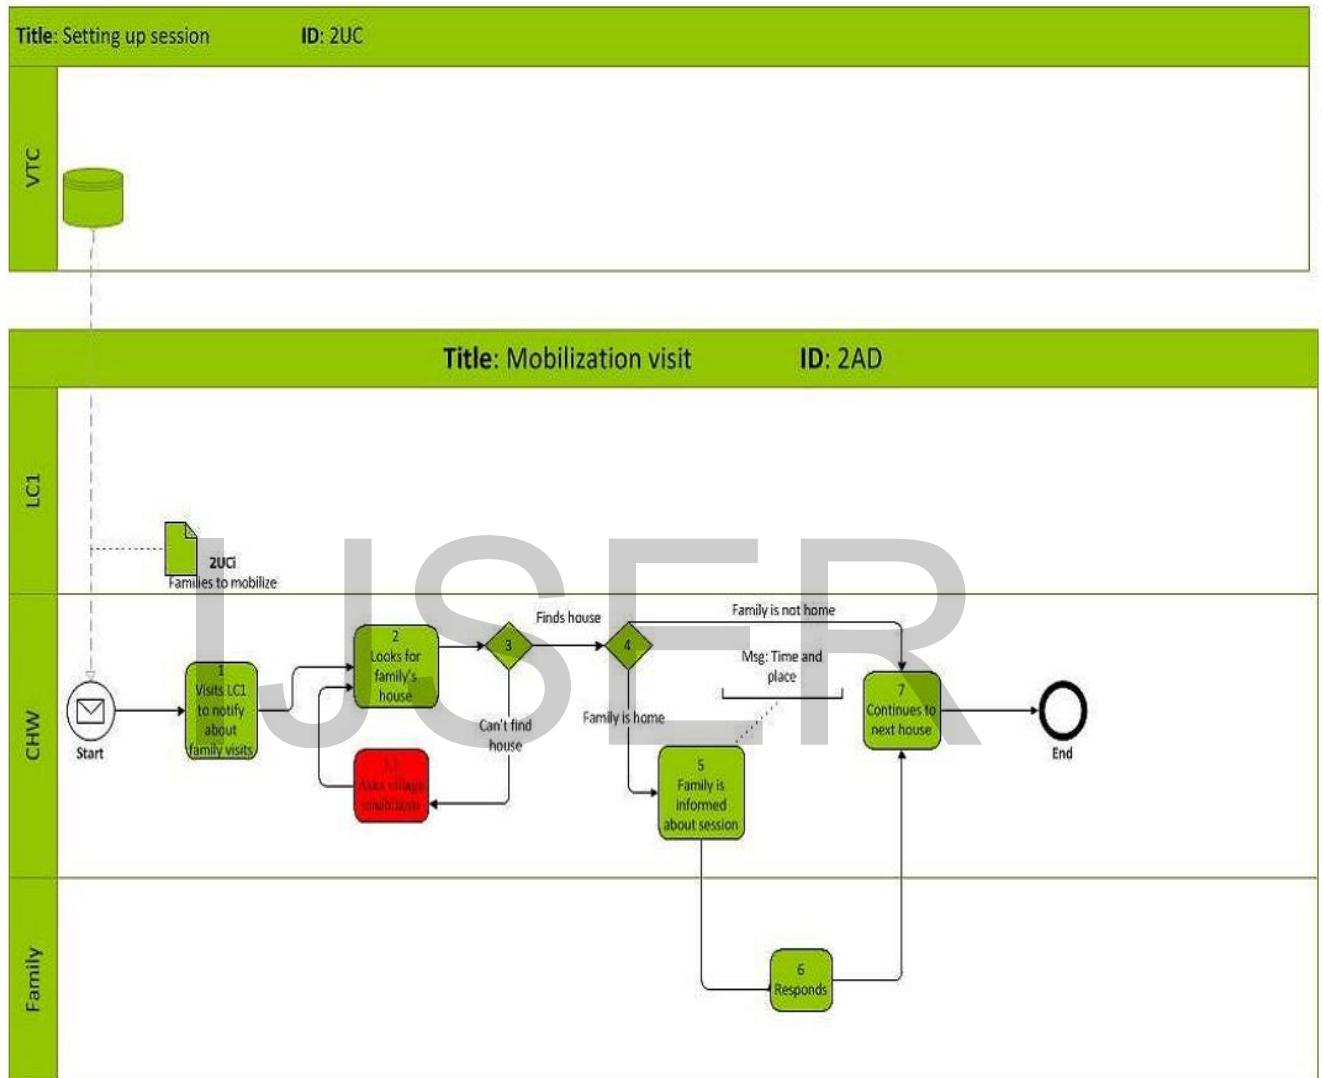 Title: Setting up session ID: 2UC
VTC
Title: Mobilization visit ID: 2AD
LC1
2UCi
Families to mobilize
CHW
Start
1
Visits LC1
to notify
about
family visits
2
Looks for
family's
house
3
Finds house
Can't find
house
3.1
Asks village
inhabitants
4
Family is not home
Family is home
Msg: Time and
place
5
Family is
informed
about session
7
Continues to
next house
End
Family
6
Responds
IJSER